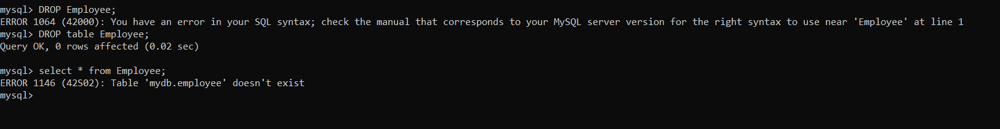 mysql> DROP Employee;
ERROR 1064 (42000): You have an error in your SQL syntax; check the manual that corresponds to your MySQL server version for the right syntax to use near 'Employee' at line 1
mysql> DROP table Employee;
Query OK, 0 rows affected (0.02 sec)
mysql> select * from Employee;
ERROR 1146 (42S02): Table 'mydb.employee' doesn't exist
mysql>